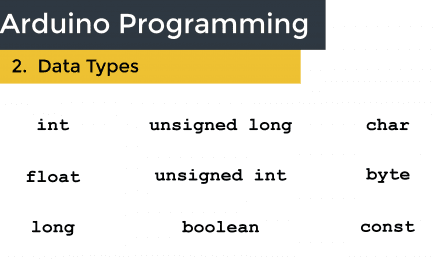 Arduino Programming
2. Data Types
int unsigned long char
float unsigned int byte
long boolean const